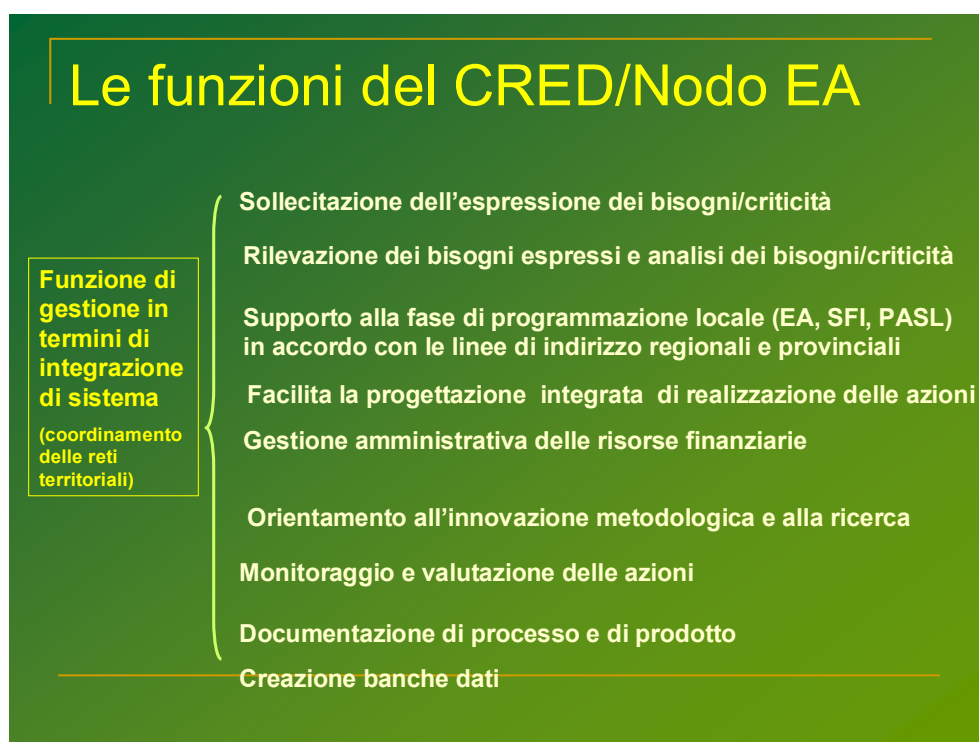 Le funzioni del CRED/Nodo EA
Funzione di
gestione in
termini di
integrazione
di sistema
(coordinamento
delle reti
territoriali)
Sollecitazione dell’espressione dei bisogni/criticità
Rilevazione dei bisogni espressi e analisi dei bisogni/criticità
Supporto alla fase di programmazione locale (EA, SFI, PASL)
in accordo con le linee di indirizzo regionali e provinciali
Facilita la progettazione integrata di realizzazione delle azioni
Gestione amministrativa delle risorse finanziarie
Orientamento all’innovazione metodologica e alla ricerca
Monitoraggio e valutazione delle azioni
Documentazione di processo e di prodotto
Creazione banche dati